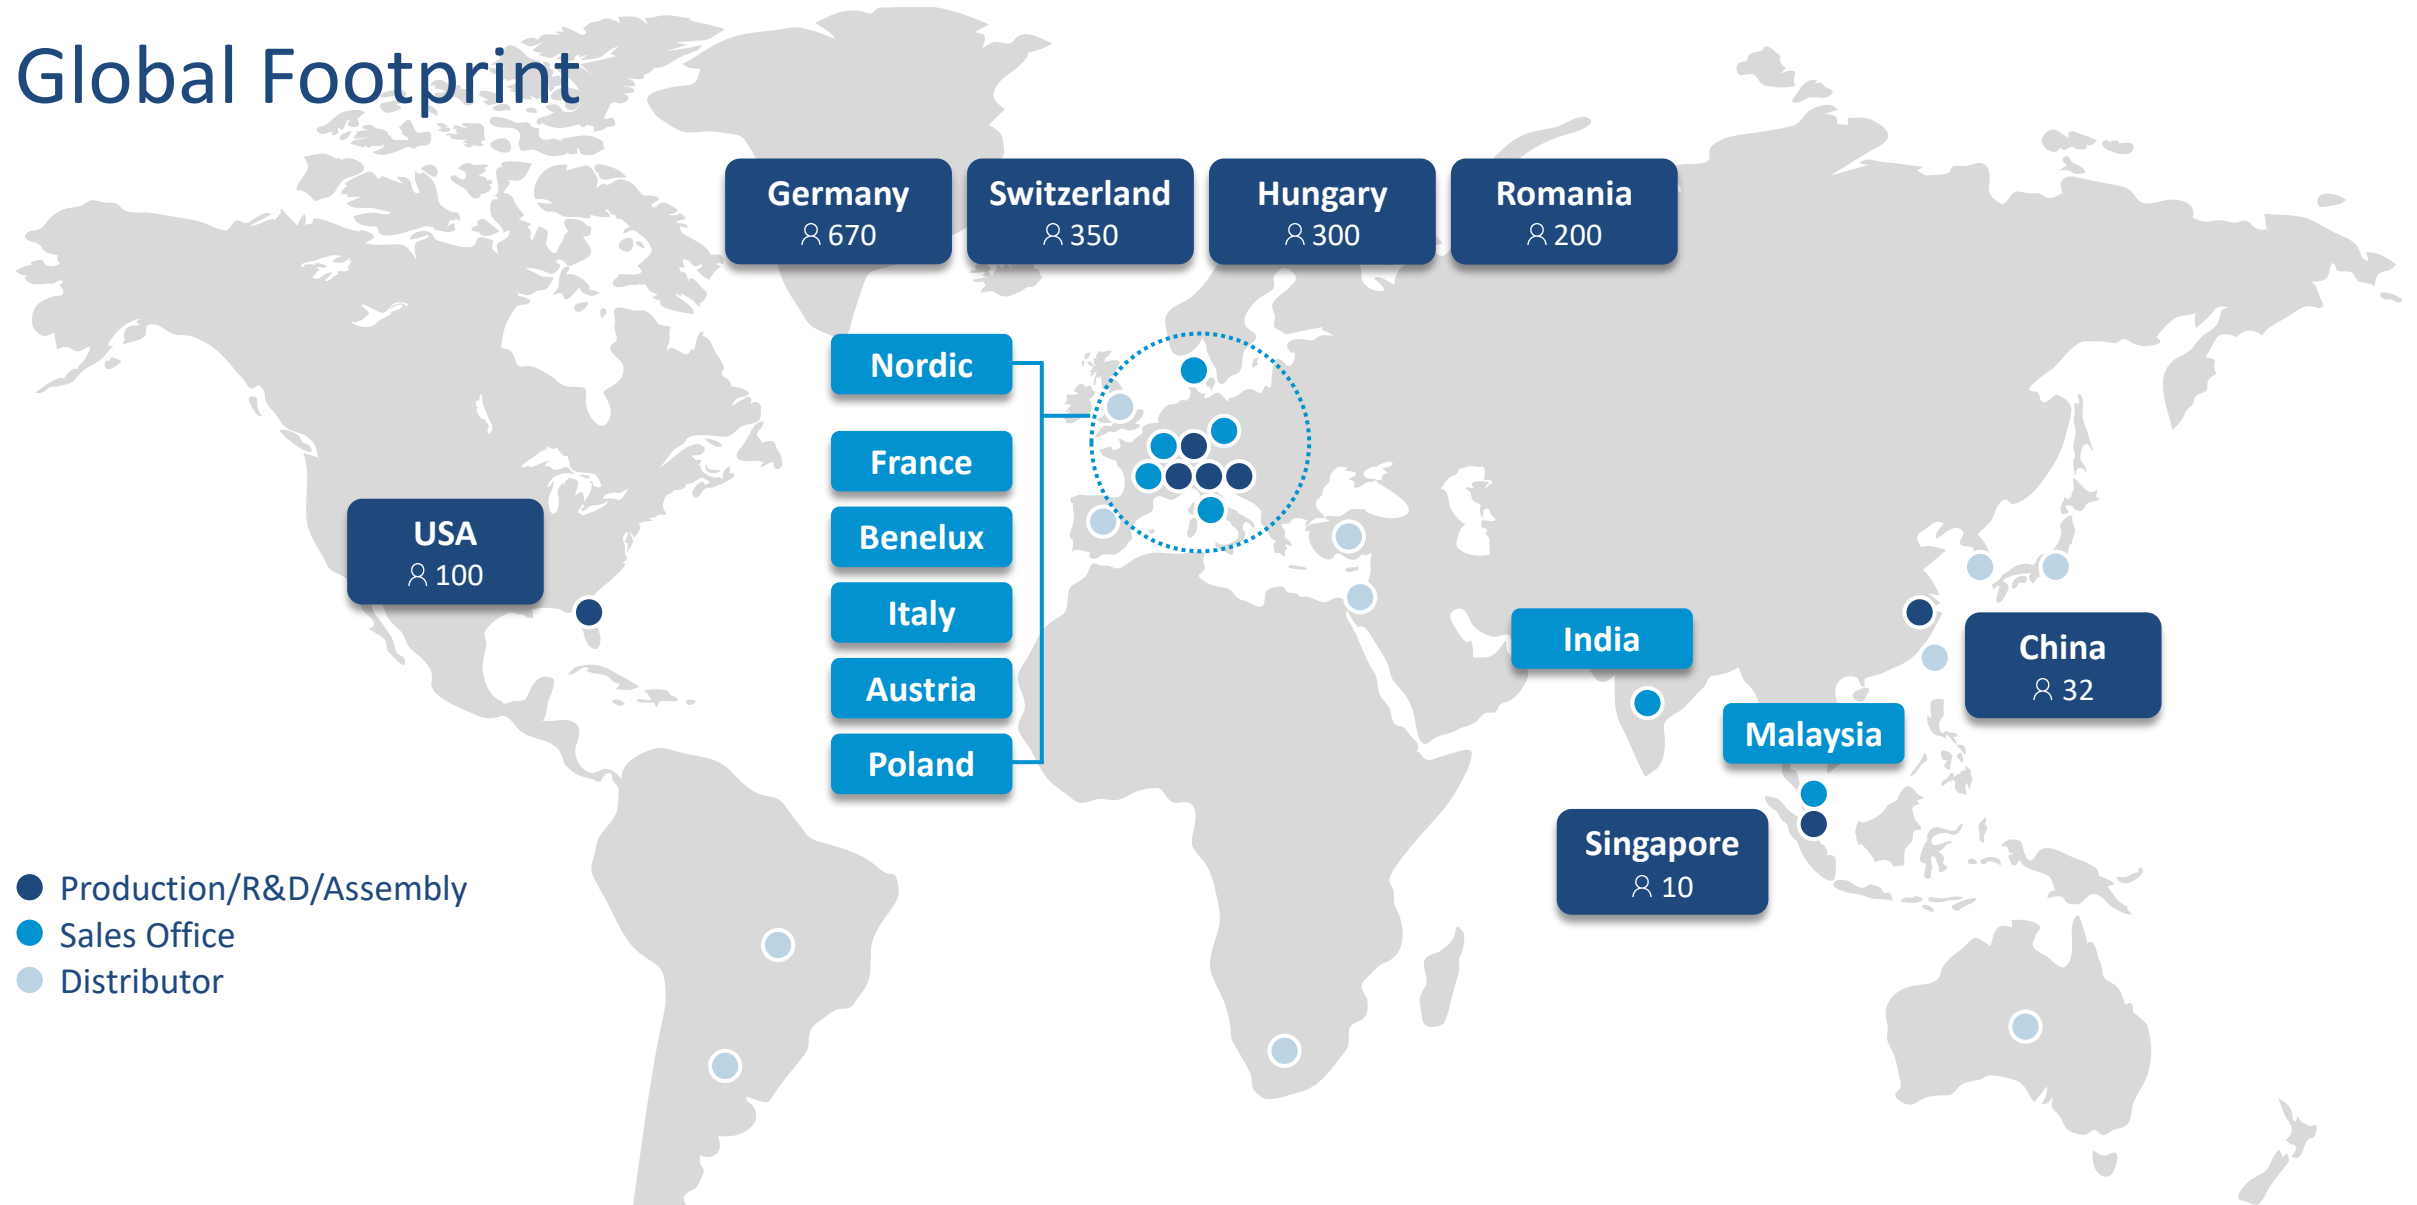 Global Footprint
Germany
670
Switzerland
350
Hungary
300
Romania
200
Nordic
France
Benelux
Italy
Austria
Poland
USA
100
India
Malaysia
China
32
Singapore
10
Production/R&D/Assembly
Sales Office
Distributor